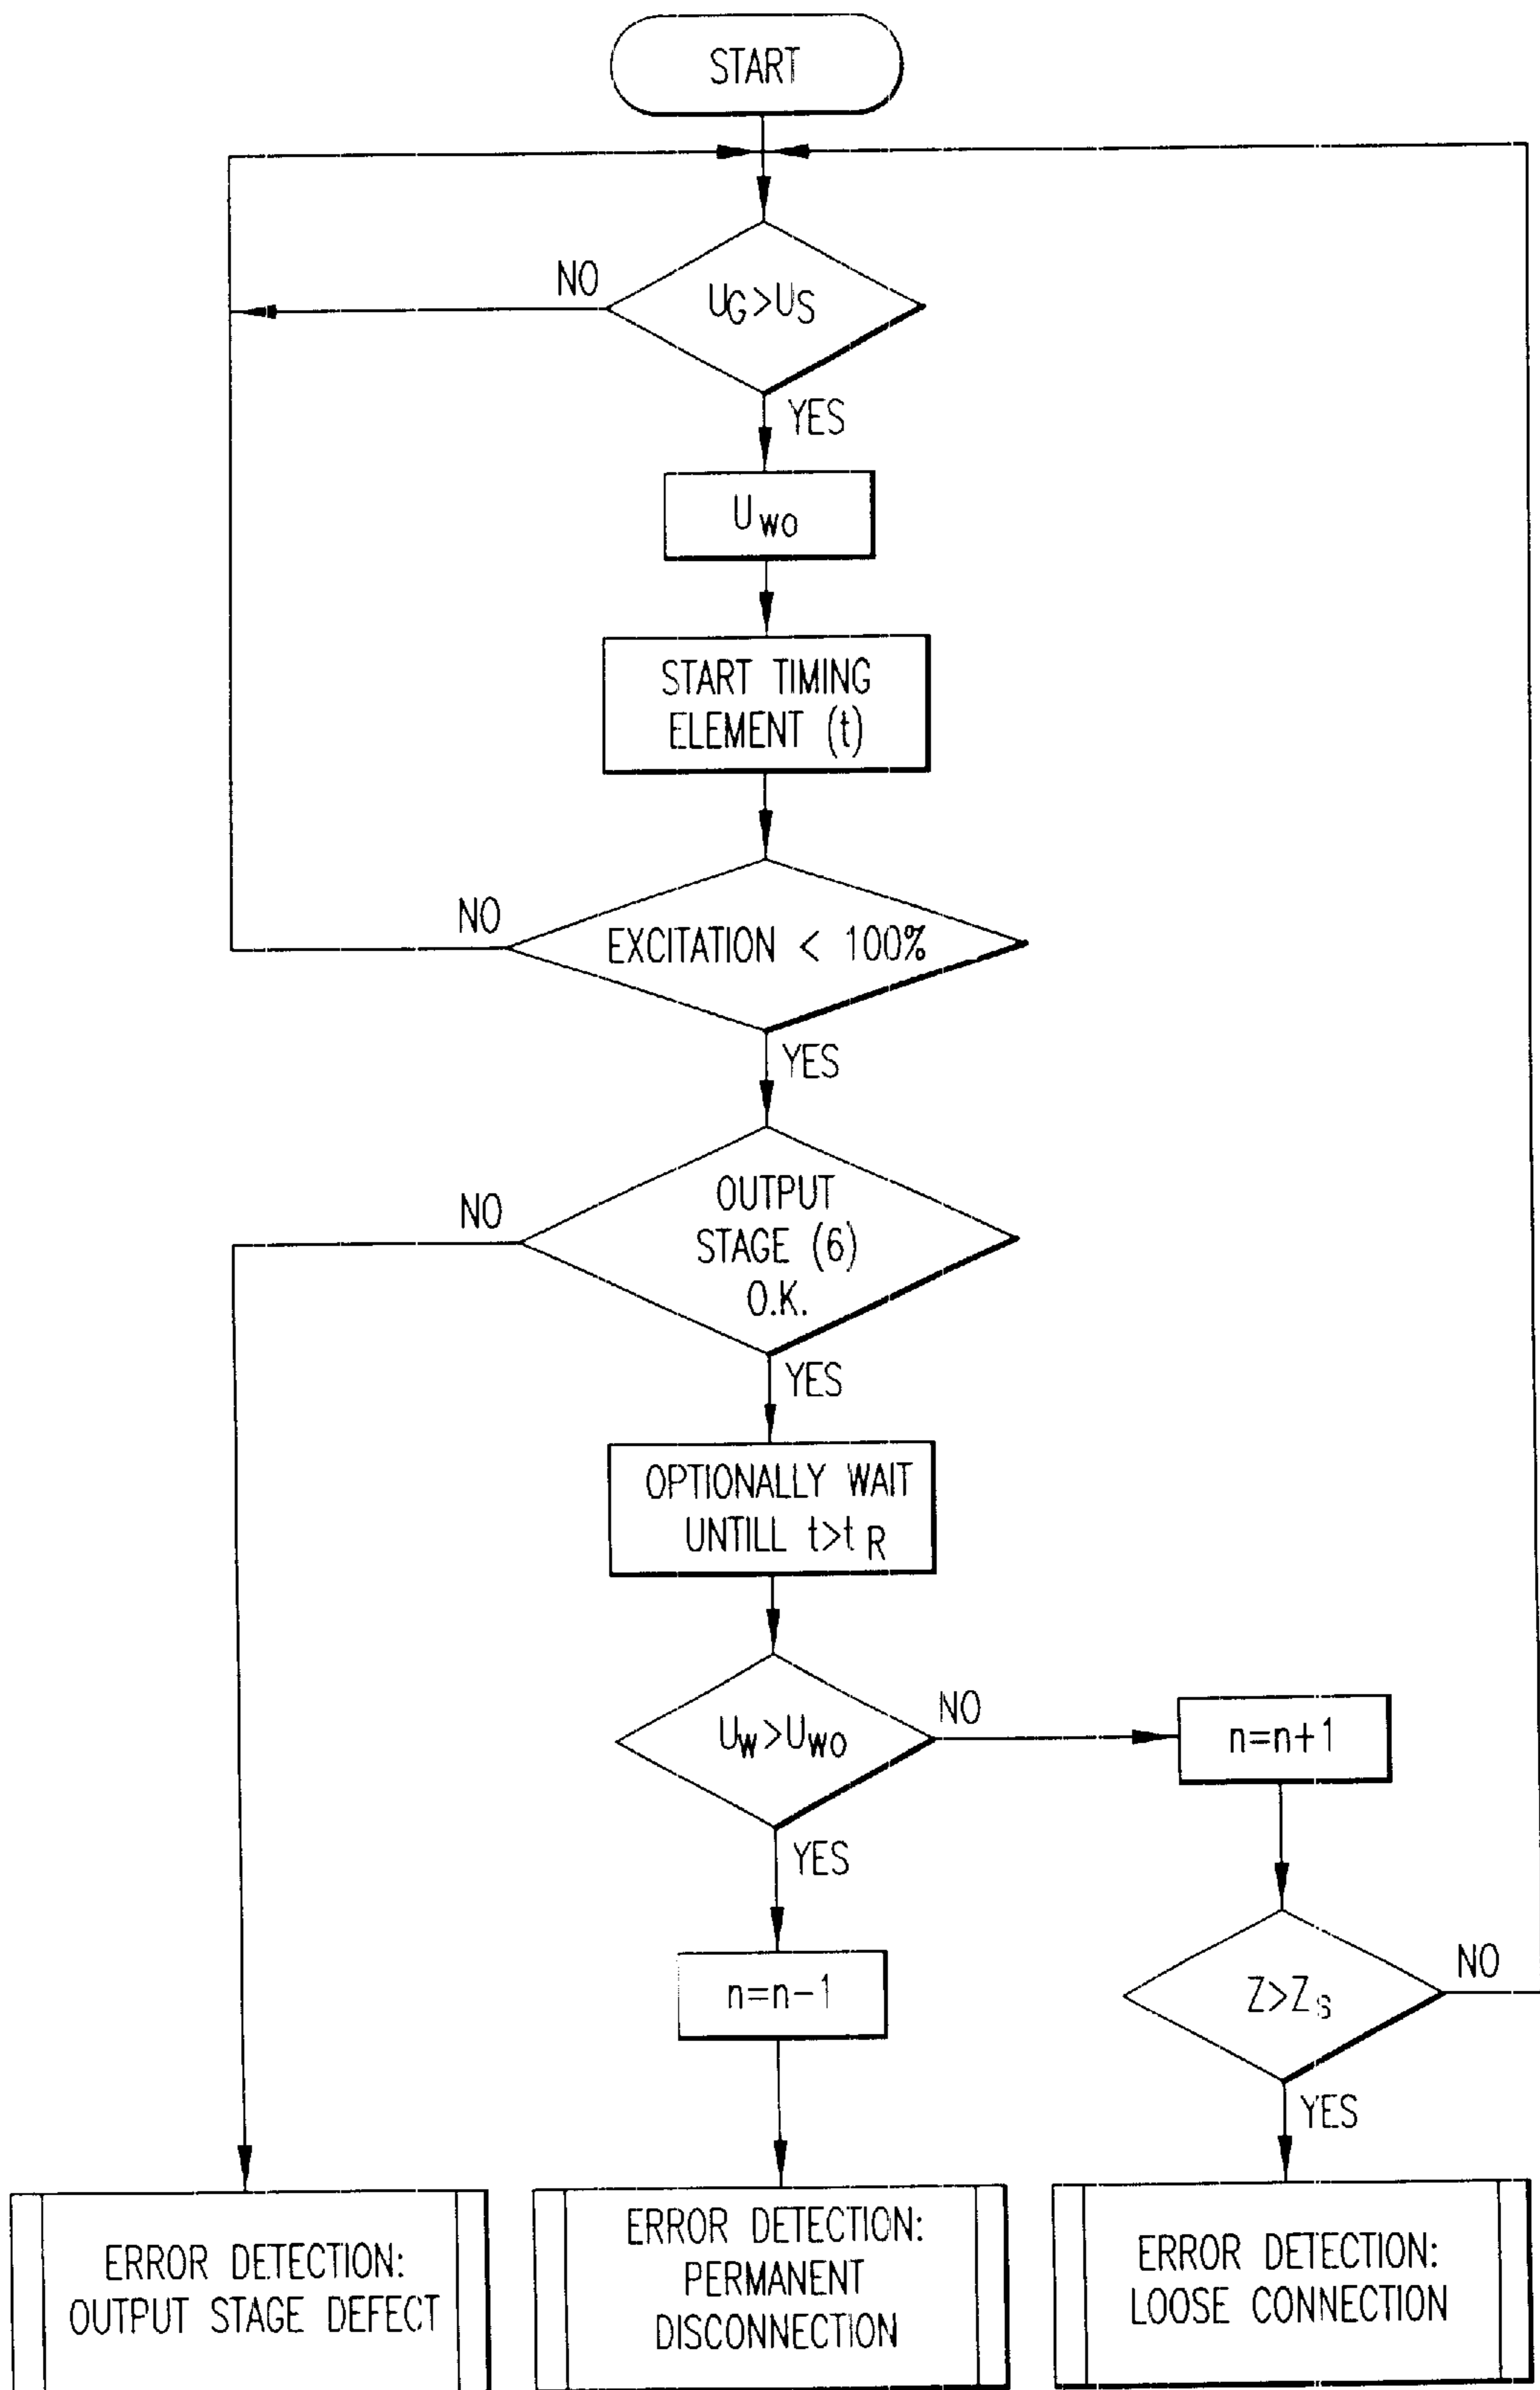 START
NO
UG>US
YES
Uwo
START TIMING
ELEMENT (t)
NO
EXCITATION < 100%
YES
NO
OUTPUT
STAGE (6)
O.K.
YES
OPTIONALLY WAIT
UNTILL t>tR
UW>UWO
NO
n=n+1
YES
n=n-1
Z>ZS
NO
YES
ERROR DETECTION:
OUTPUT STAGE DEFECT
ERROR DETECTION:
PERMANENT
DISCONNECTION
ERROR DETECTION:
LOOSE CONNECTION